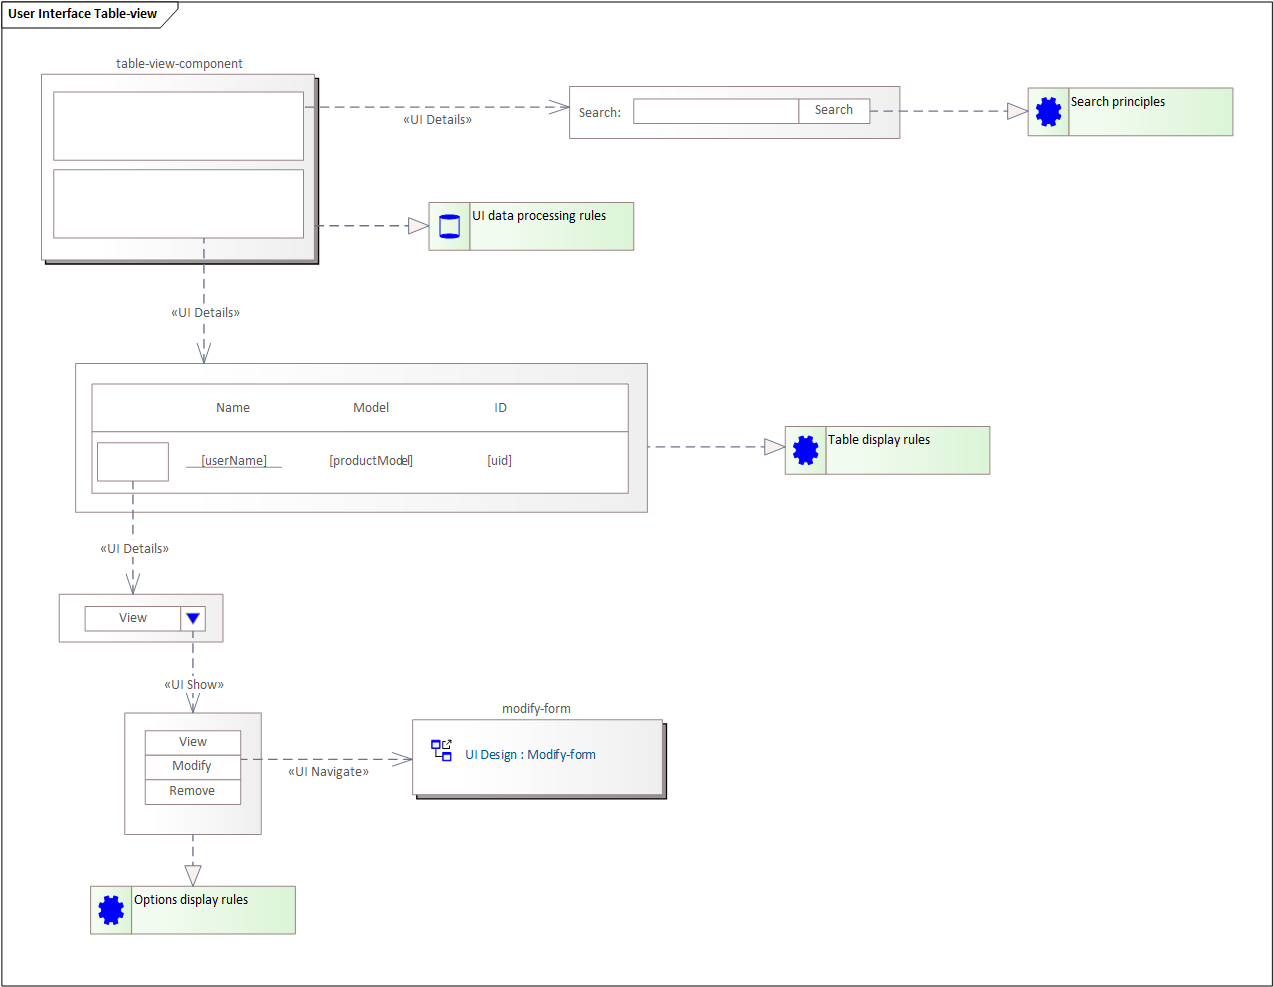 User Interface Table-view
table-view-component
«UI Details»
Search:
Search
Search principles
UI data processing rules
«UI Details»
Name Model ID
[userName] [productModel] [uid]
Table display rules
«UI Details»
View
«UI Show»
View
Modify
Remove
«UI Navigate»
modify-form
UI Design : Modify-form
Options display rules